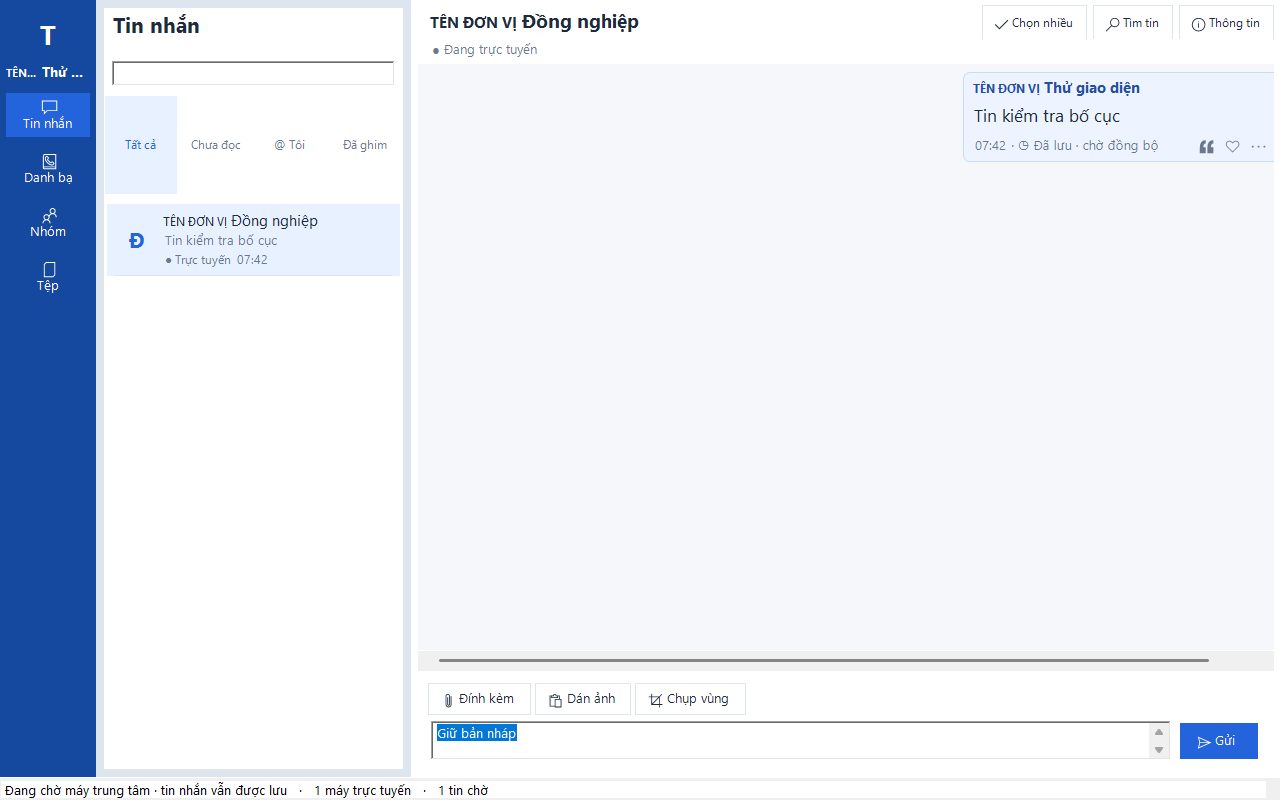 T
TÊN... Thử ...
Tin nhắn
Danh bạ
Nhóm
Tệp
Tin nhắn
Tất cả
Chưa đọc
@ Tôi
Đã ghim
Đ
TÊN ĐƠN VỊ Đồng nghiệp
Tin kiểm tra bố cục
● Trực tuyến 07:42
TÊN ĐƠN VỊ Đồng nghiệp
● Đang trực tuyến
Chọn nhiều
Tìm tin
Thông tin
TÊN ĐƠN VỊ Thử giao diện
Tin kiểm tra bố cục
07:42 · ◷ Đã lưu · chờ đồng bộ
Đính kèm
Dán ảnh
Chụp vùng
Giữ bản nháp
Gửi
Đang chờ máy trung tâm · tin nhắn vẫn được lưu · 1 máy trực tuyến · 1 tin chờ